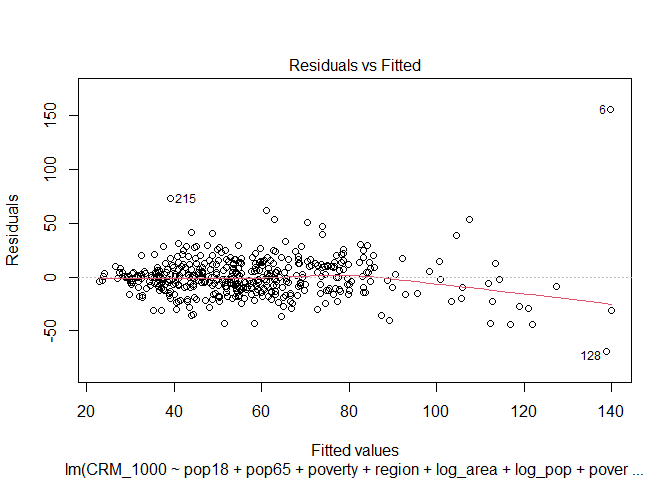 Residuals vs Fitted
Residuals
150
100
50
0
-50
6
215
128
20 40 60 80 100 120 140
Fitted values
lm(CRM_1000 ~ pop18 + pop65 + poverty + region + log_area + log_pop + pover ...